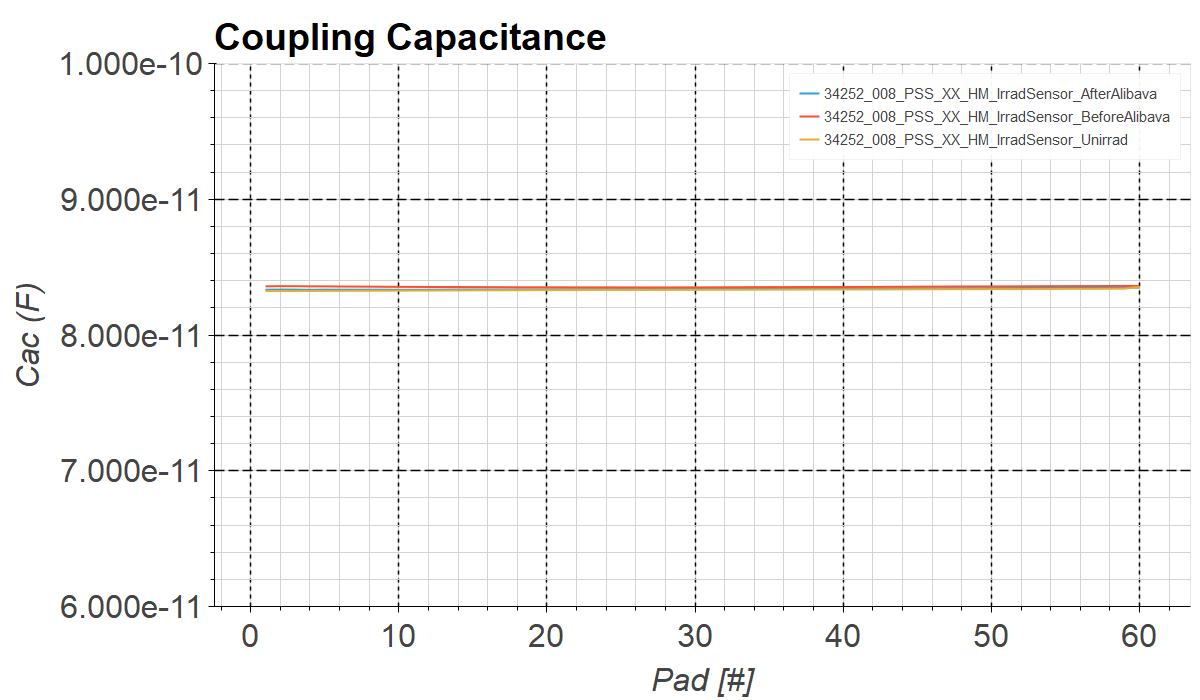 Coupling Capacitance
1.000e-10
34252_008_PSS_XX_HM_IrradSensor_AfterAlibava
34252_008_PSS_XX_HM_IrradSensor_BeforeAlibava
34252_008_PSS_XX_HM_IrradSensor_Unirrad
9.000e-11
8.000e-11
7.000e-11
6.000e-11
Cac (F)
0 10 20 30 40 50 60
Pad [#]